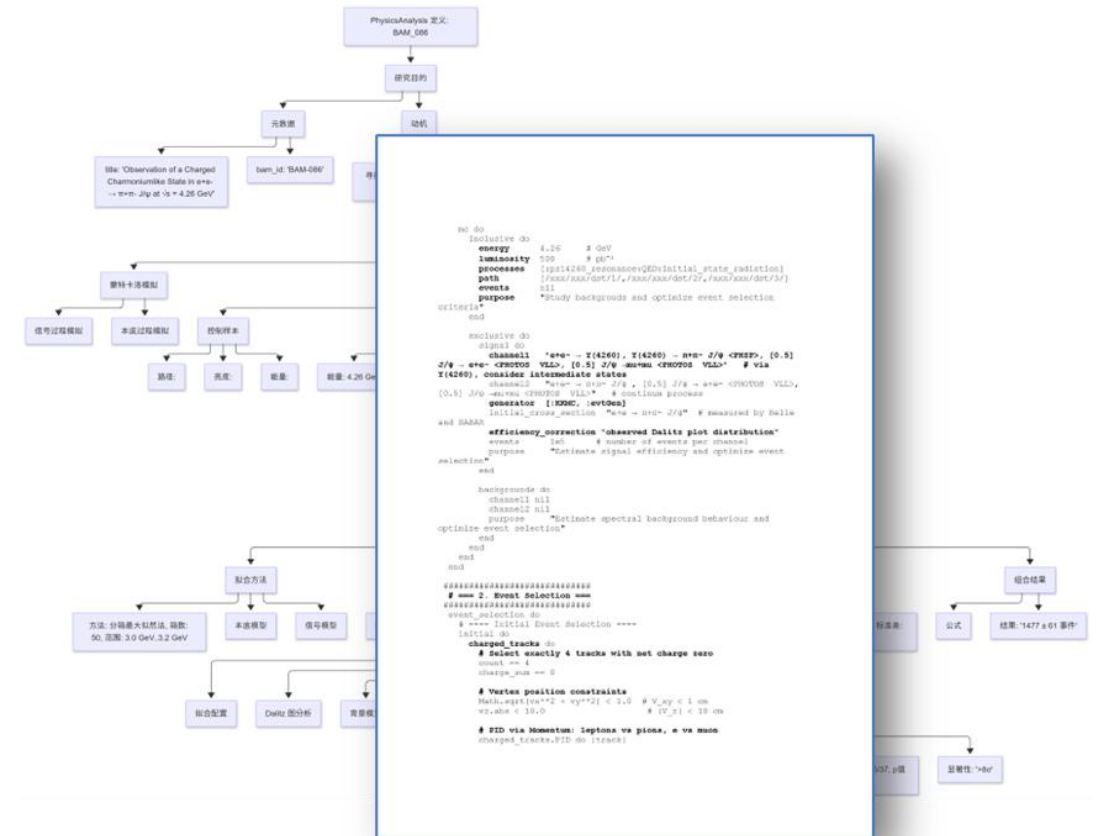 PhysicsAnalysis 定义:
BAM_086
研究目的
元数据
动机
title: 'Observation of a Charged
Charmoniumlike State in e+e-
→ π+π- J/ψ at √s = 4.26 GeV'
bam_id: 'BAM-086'
蒙特卡洛模拟
信号过程模拟
本底过程模拟
控制样本
路径:
亮度:
能量:
能量: 4.26 Ge
mc do
inclusive do
energy 4.26 # GeV
luminosity 500 # pb⁻¹
processes [:psi4260_resonance:QED:initial_state_radiation]
path [/xxx/xxx/dst/1/,/xxx/xxx/dst/2/,/xxx/xxx/dst/3/]
events nil
purpose "Study backgrouds and optimize event selection
criteria"
end
exclusive do
signal do
channel1 "e+e- → Y(4260), Y(4260) → π+π- J/ψ <PHSP>, [0.5]
J/ψ → e+e- <PHOTOS VLL>, [0.5] J/ψ →mu+mu <PHOTOS VLL>" # via
Y(4260), consider intermediate states
channel2 "e+e- → π+π- J/ψ , [0.5] J/ψ → e+e- <PHOTOS VLL>,
[0.5] J/ψ →mu+mu <PHOTOS VLL>" # continum process
generator [:KKMC, :evtGen]
initial_cross_section "e+e → π+π- J/ψ" # measured by Belle
and BABAR
efficiency_correction "observed Dalitz plot distribution"
events 1e5 # number of events per channel
purpose "Estimate signal efficiency and optimize event
selection"
end
backgrounds do
channel1 nil
channel2 nil
purpose "Estimate spectral background behaviour and
optimize event selection"
end
end
end
end
############################
# === 2. Event Selection ===
############################
event_selection do
# ---- Initial Event Selection ----
initial do
charged_tracks do
# Select exactly 4 tracks with net charge zero
count == 4
charge_sum == 0
# Vertex position constraints
Math.sqrt(vx**2 + vy**2) < 1.0 # V_xy < 1 cm
vz.abs < 10.0 # |V_z| < 10 cm
# PID via Momentum: leptons vs pions, e vs muon
charged_tracks.PID do |track|
拟合方法
方法: 分箱最大似然法, 箱数:
50, 范围: 3.0 GeV, 3.2 GeV
本底模型
信号模型
拟合配置
Dalitz 图分析
背景模
组合结果
标准差:
公式
结果: '1477 ± 61 事件'
/37, p值
显著性: '>8σ'